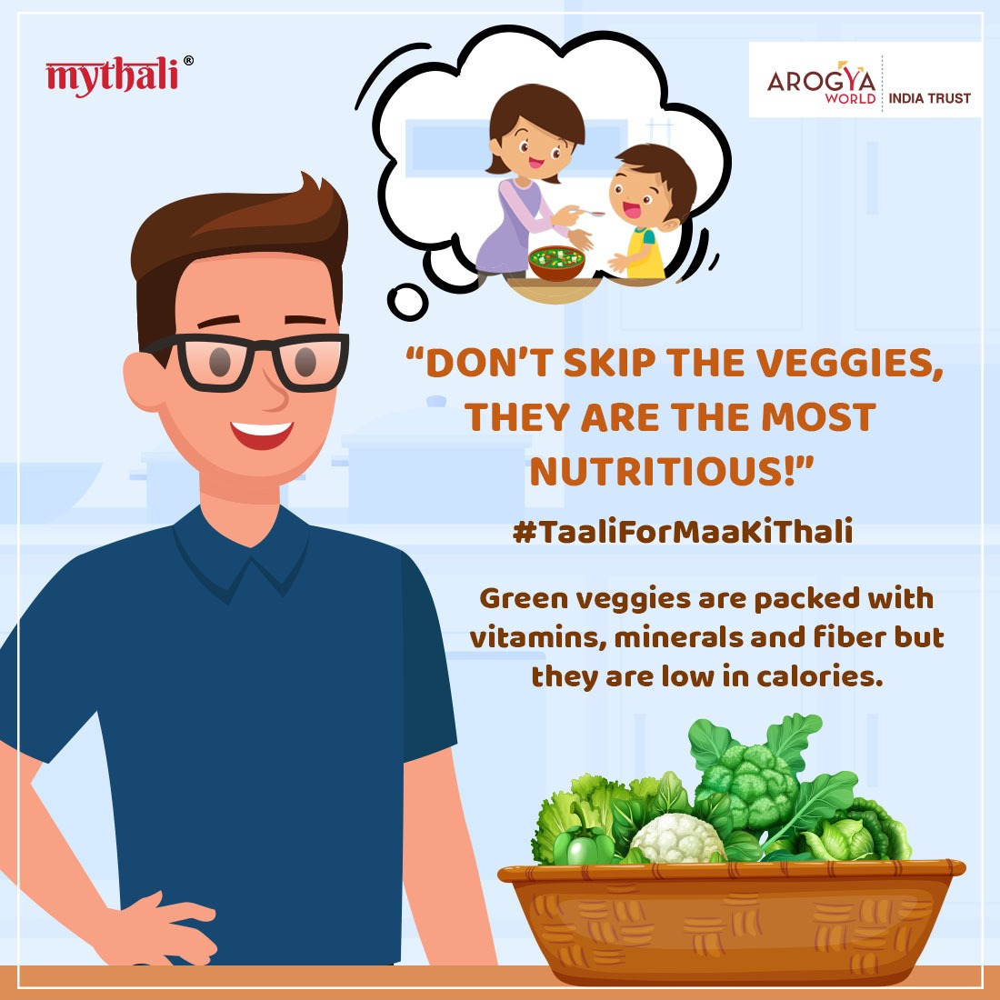 mythali®
AROGYA
WORLD
INDIA TRUST
“DON’T SKIP THE VEGGIES,
THEY ARE THE MOST
NUTRITIOUS!”
#TaaliForMaaKiThali
Green veggies are packed with
vitamins, minerals and fiber but
they are low in calories.